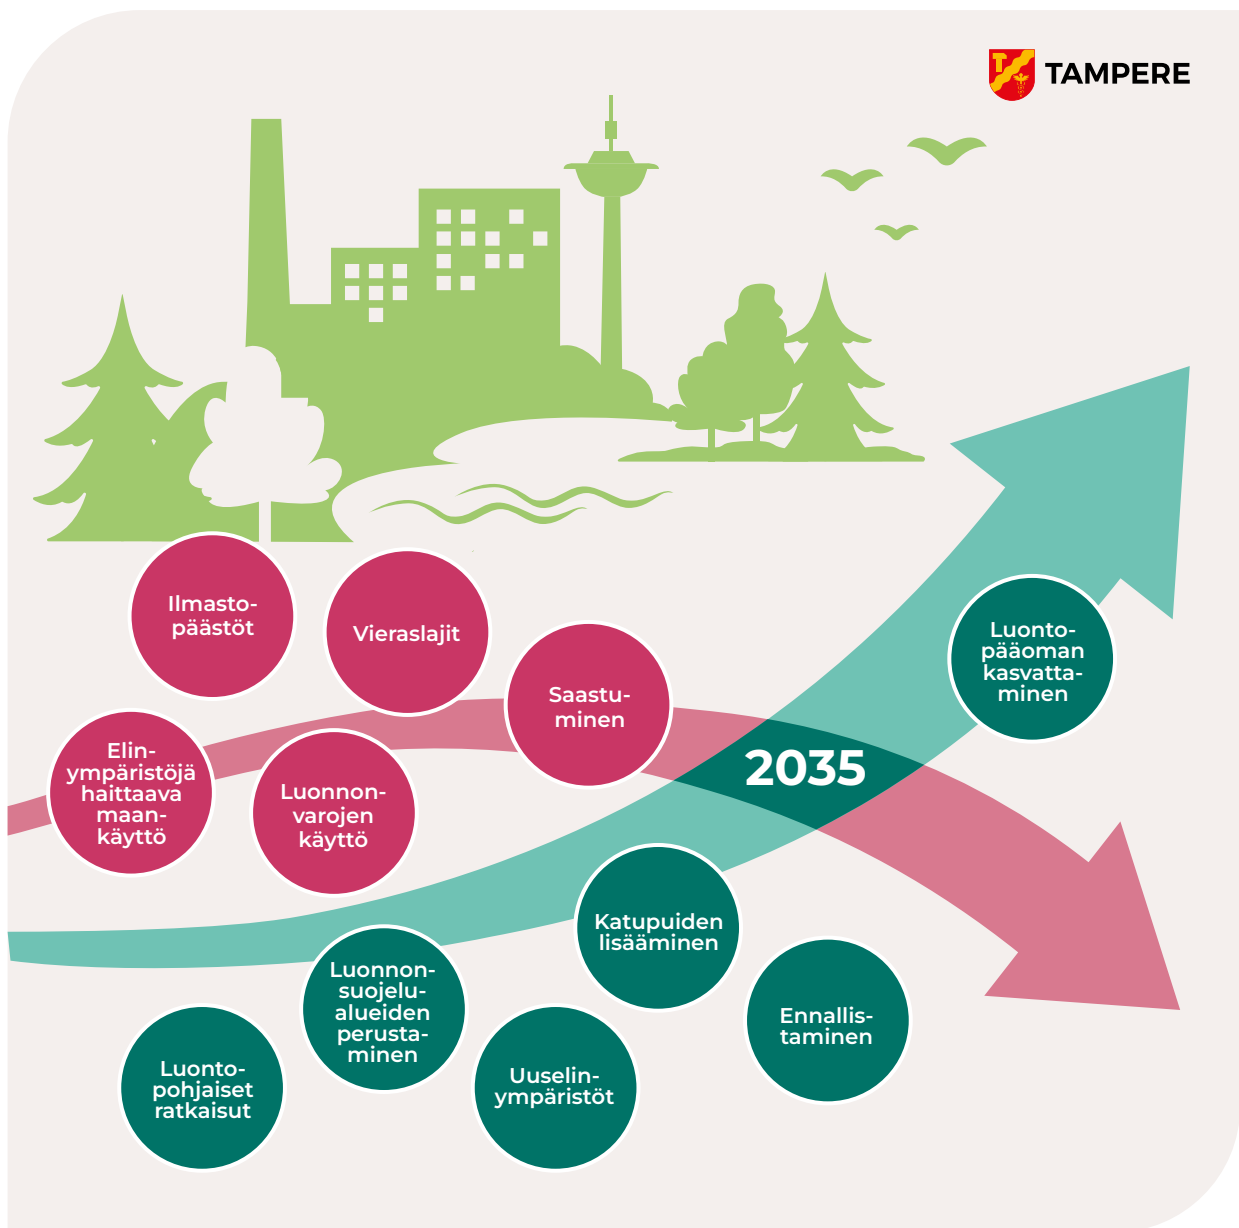 TAMPERE
Ilmasto-
päästöt
Vieraslajit
Saastu-
minen
Elin-
ympäristöjä
haittaava
maan-
käyttö
Luonnon-
varojen
käyttö
2035
Luonto-
pääoman
kasvatta-
minen
Katupuiden
lisääminen
Luonnon-
suojelu-
alueiden
perusta-
minen
Ennallis-
taminen
Luonto-
pohjaiset
ratkaisut
Uuselin-
ympäristöt